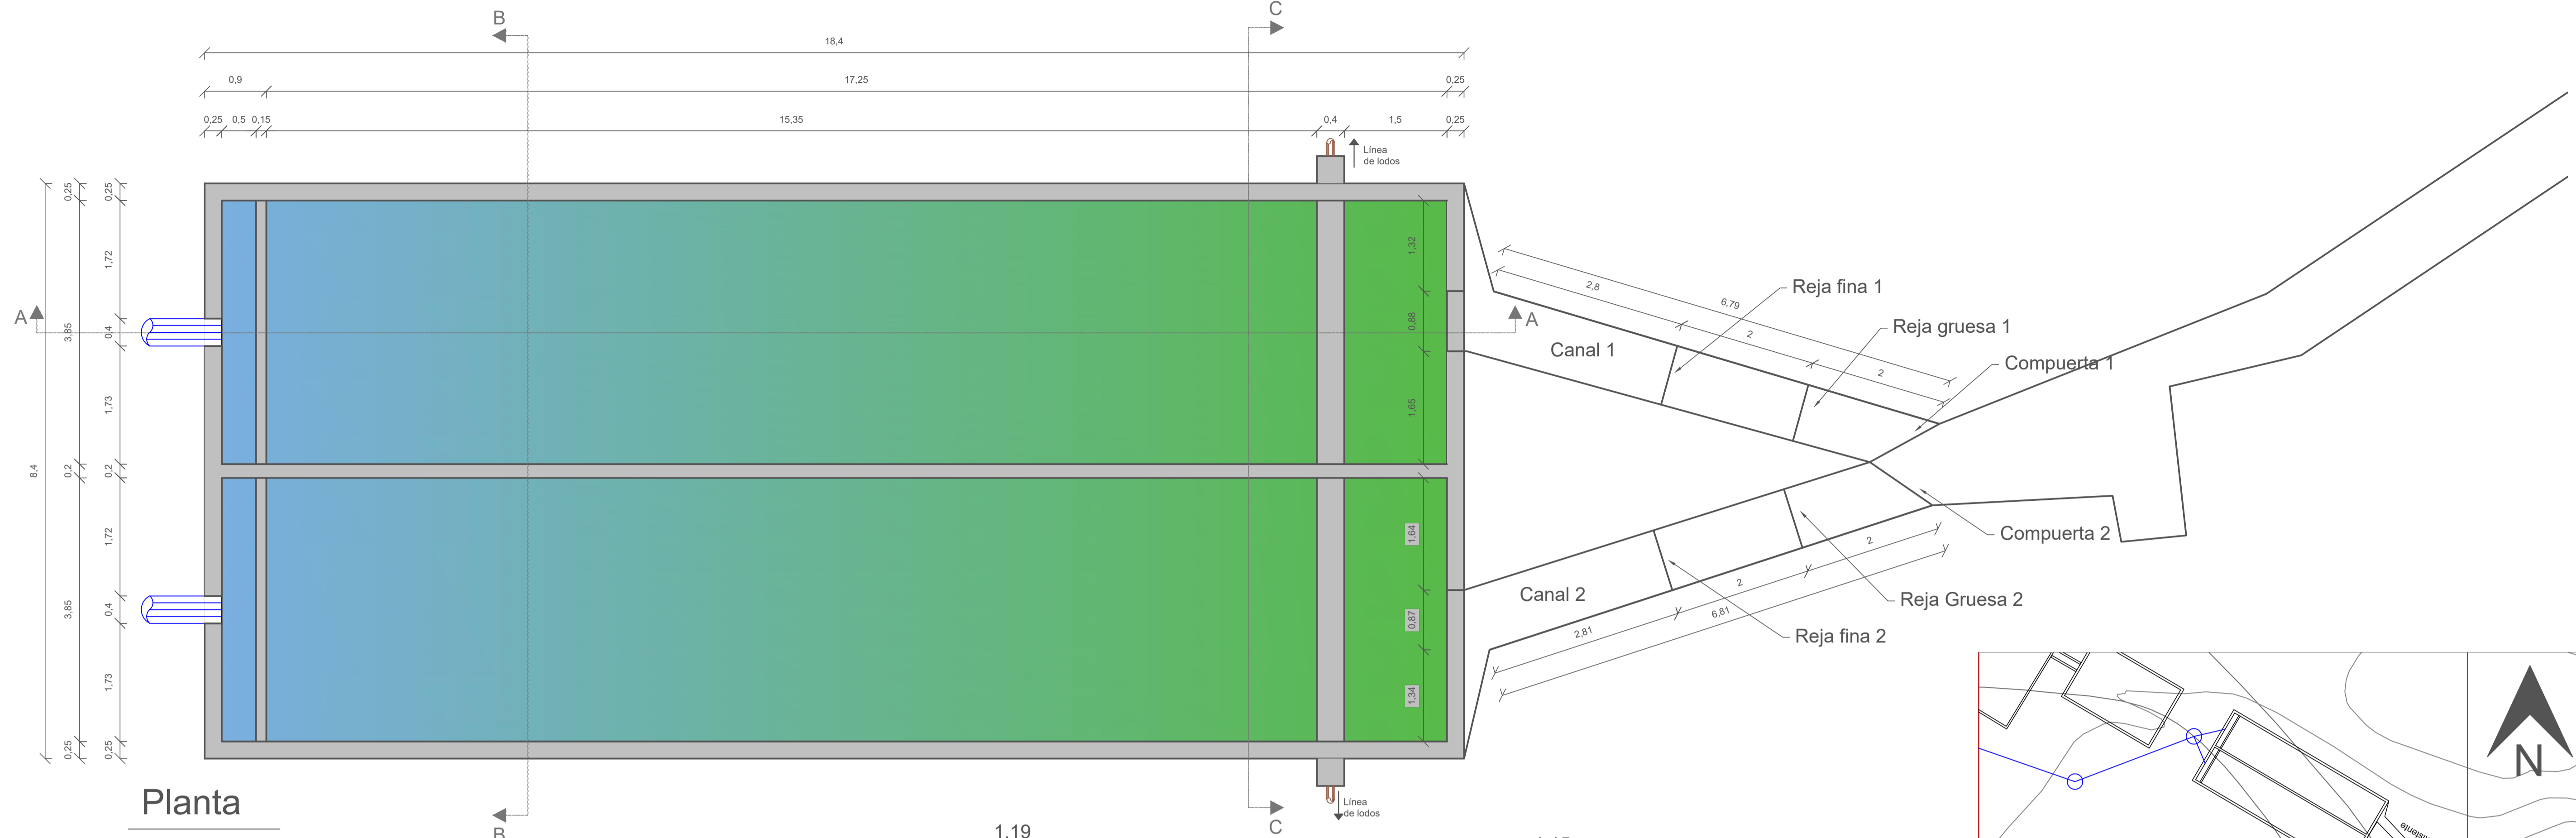 B
C
18,4
0,9
17,25
0,25
0,25
0,5
0,15
15,35
0,4
1,5
0,25
Línea
de lodos
8,4
0,25
3,85
0,2
3,85
0,25
0,25
1,72
0,4
1,73
0,2
1,72
0,4
1,73
0,25
A
A
1,32
0,88
1,65
1,64
0,87
1,34
2,8
6,79
2
2
Reja fina 1
Reja gruesa 1
Compuerta 1
Canal 1
Canal 2
Compuerta 2
Reja Gruesa 2
Reja fina 2
2
2
6,81
2,81
Línea
de lodos
Planta
B
C
1,19
N